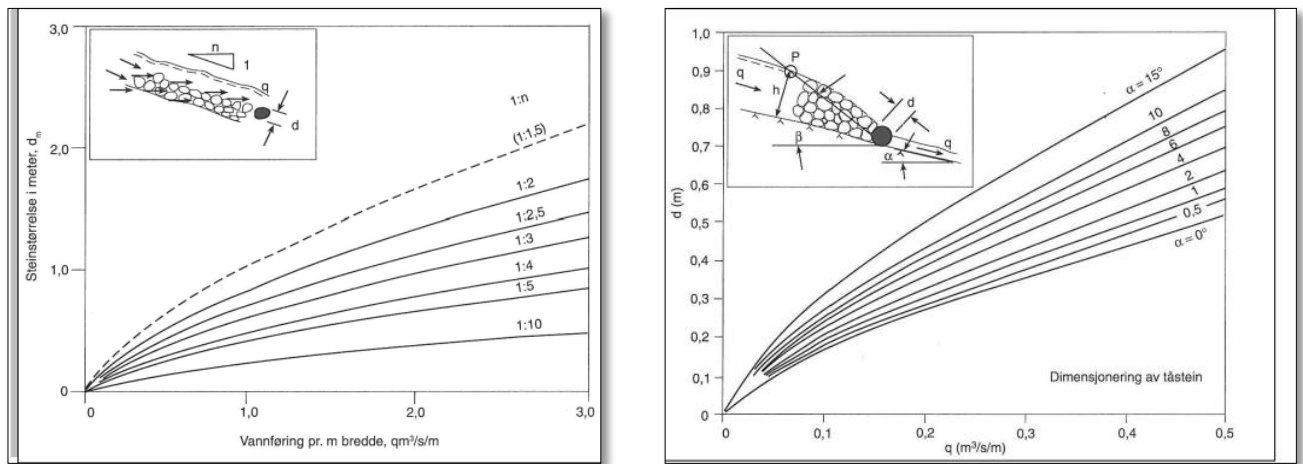 3,0
2,0
1,0
0
Steinstørrelse i meter, dm
n
1
q
d
1:n
(1:1,5)
1:2
1:2,5
1:3
1:4
1:5
1:10
0
1,0
2,0
3,0
Vannføring pr. m bredde, qm³/s/m
1,0
0,9
0,8
0,7
0,6
0,5
0,4
0,3
0,2
0,1
0
d (m)
P
q
h
d
β
q
α
α = 15°
10
8
6
4
2
1
0,5
α = 0°
Dimensjonering av tåstein
0
0,1
0,2
0,3
0,4
0,5
q (m³/s/m)